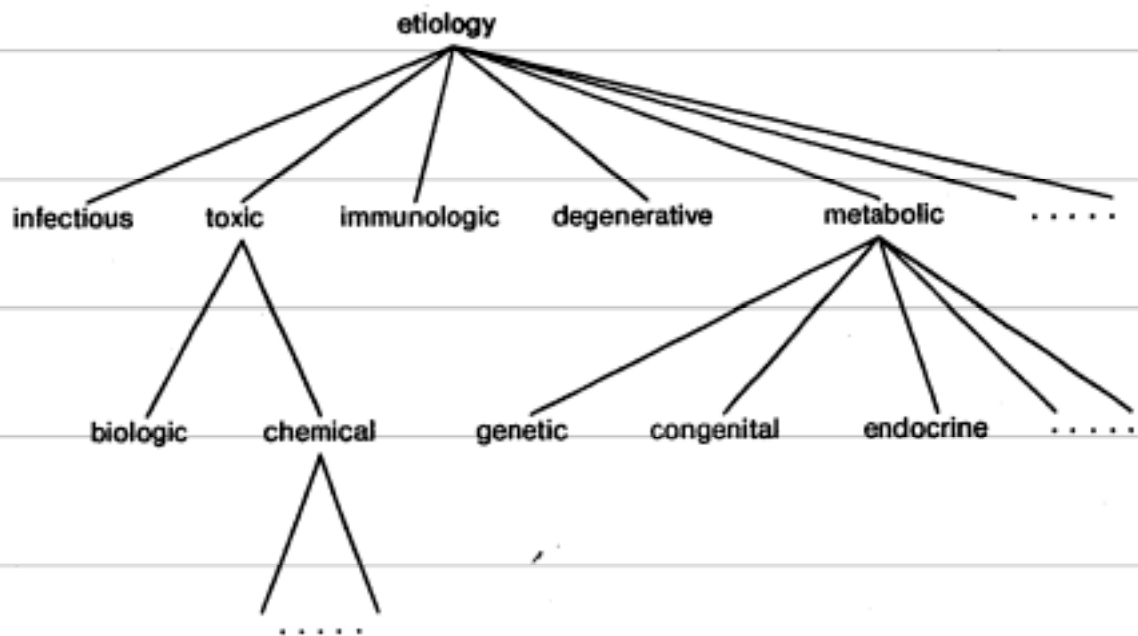 etiology
infectious toxic immunologic degenerative metabolic . . . . .
biologic chemical genetic congenital endocrine . . . . .
. . . . .